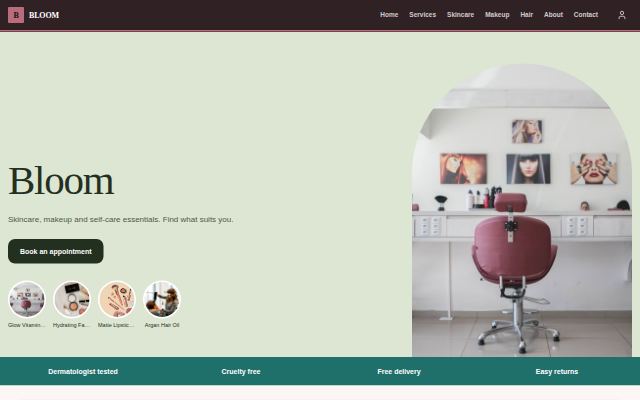 B BLOOM
Home Services Skincare Makeup Hair About Contact
Bloom
Skincare, makeup and self-care essentials. Find what suits you.
Book an appointment
Glow Vitamin... Hydrating Fa... Matte Lipstic... Argan Hair Oil
Dermatologist tested Cruelty free Free delivery Easy returns